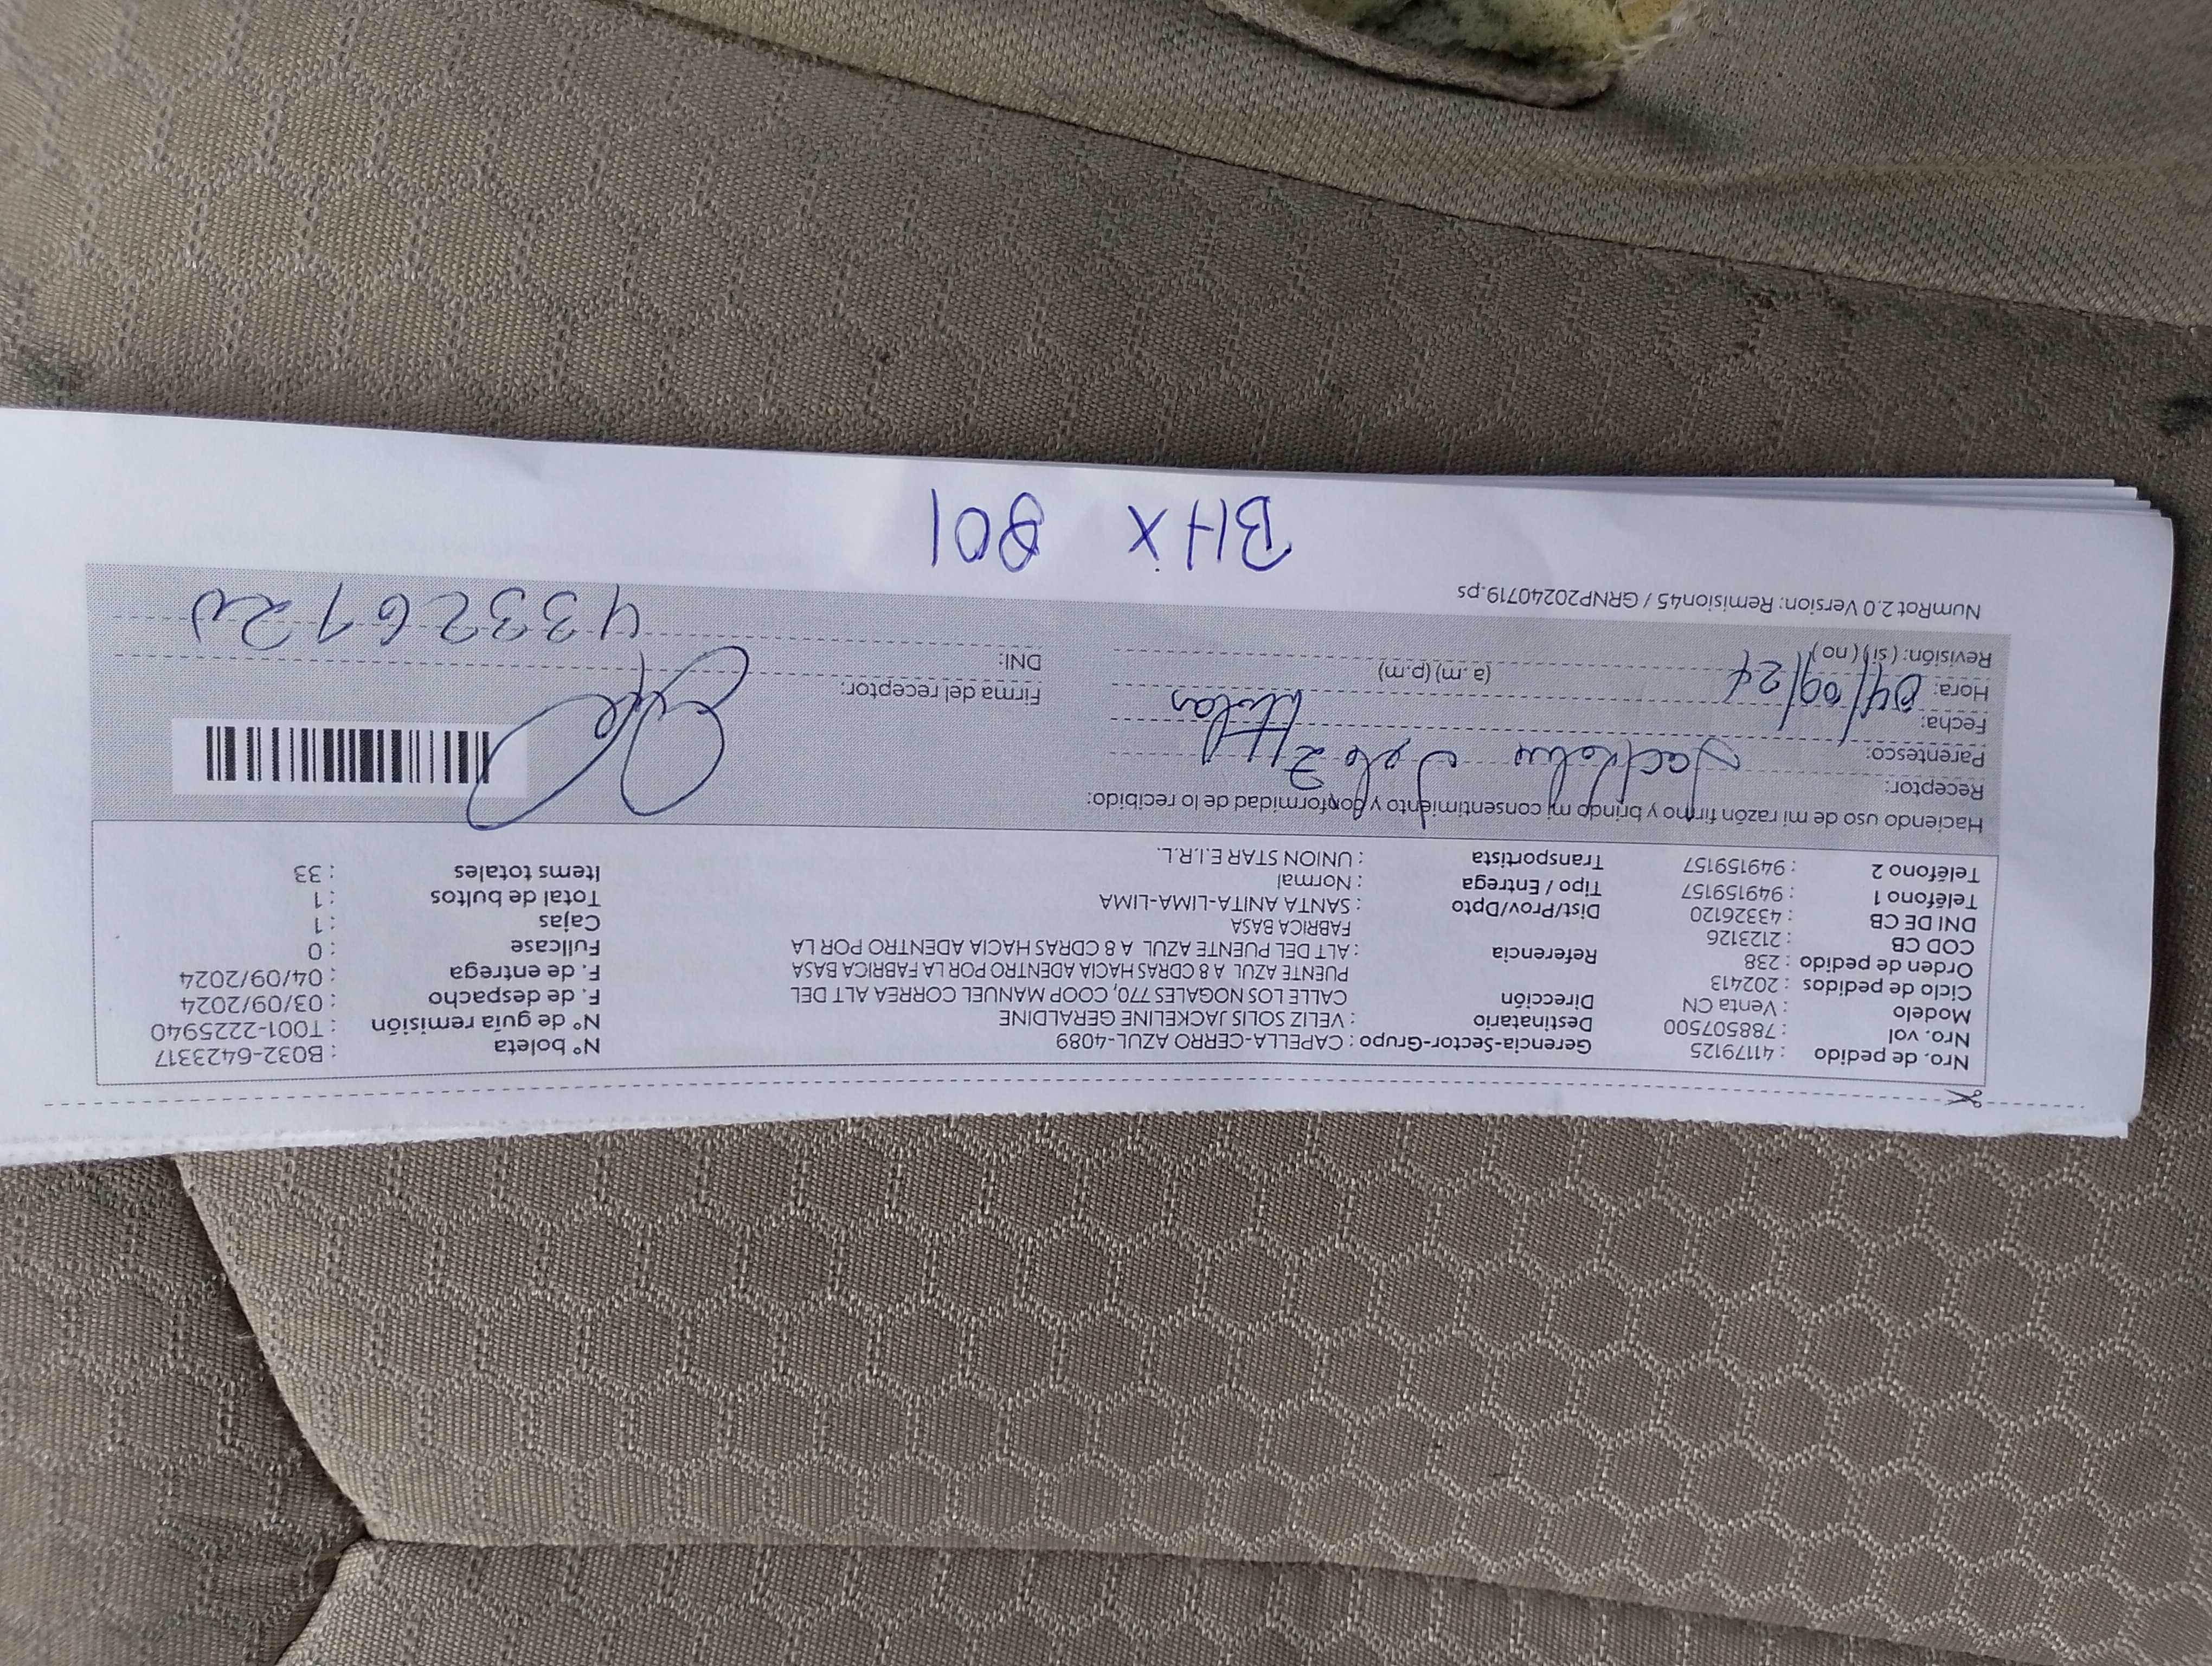 Nro. de pedido : 41179125 Gerencia-Sector-Grupo : CAPELLA-CERRO AZUL-4089 N° boleta : B032-6423317
Nro. vol : 788507500 Destinatario : VELIZ SOLIS JACKELINE GERALDINE N° de guía remisión : T001-2225940
Modelo : Venta CN Dirección CALLE LOS NOGALES 770, COOP MANUEL CORREA ALT DEL F. de despacho : 03/09/2024
Ciclo de pedidos : 202413 PUENTE AZUL A 8 CDRAS HACIA ADENTRO POR LA FABRICA BASA F. de entrega : 04/09/2024
Orden de pedido : 238 Referencia : ALT DEL PUENTE AZUL A 8 CDRAS HACIA ADENTRO POR LA Fullcase : 0
COD CB : 2123126 FABRICA BASA Cajas : 1
DNI DE CB : 43326120 Dist/Prov/Dpto : SANTA ANITA-LIMA-LIMA Total de bultos : 1
Teléfono 1 : 949159157 Tipo / Entrega : Normal Items totales : 33
Teléfono 2 : 949159157 Transportista : UNION STAR E.I.R.L.
Haciendo uso de mi razón firmo y brindo mi consentimiento y conformidad de lo recibido:
Receptor:
Parentesco:
Fecha: 04/09/24
Hora: (a.m) (p.m)
Revisión: ( si ) ( no )
Firma del receptor:
DNI: 43326120
NumRot 2.0 Version: Remision45 / GRNP20240719.ps
BHX 801